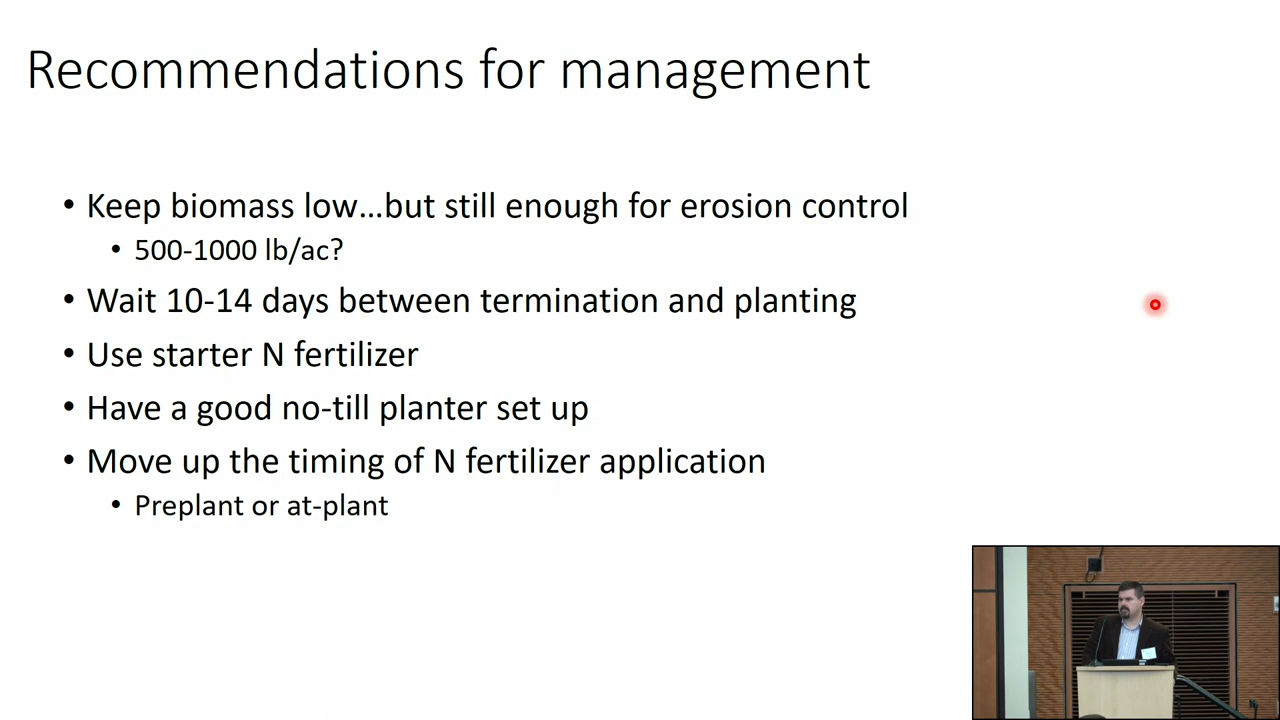 Recommendations for management
• Keep biomass low...but still enough for erosion control
• 500-1000 lb/ac?
• Wait 10-14 days between termination and planting
• Use starter N fertilizer
• Have a good no-till planter set up
• Move up the timing of N fertilizer application
• Preplant or at-plant